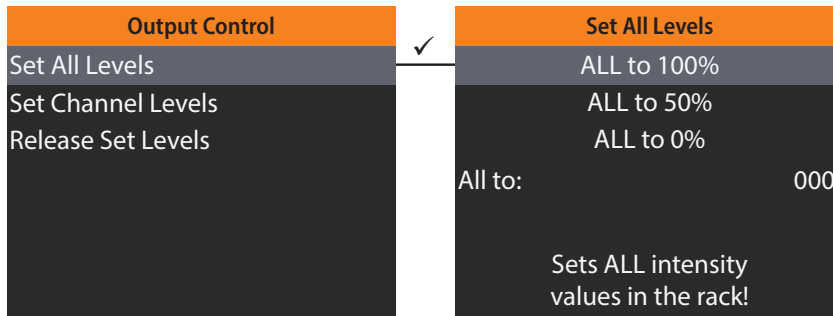 Output Control
Set All Levels
Set Channel Levels
Release Set Levels
✓
Set All Levels
ALL to 100%
ALL to 50%
ALL to 0%
All to: 000
Sets ALL intensity
values in the rack!